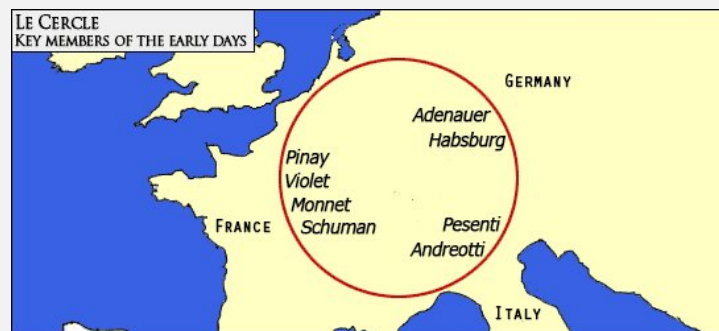 LE CERCLE
KEY MEMBERS OF THE EARLY DAYS
GERMANY
Adenauer
Habsburg
Pinay
Violet
Monnet
Schuman
FRANCE
Pesenti
Andreotti
ITALY